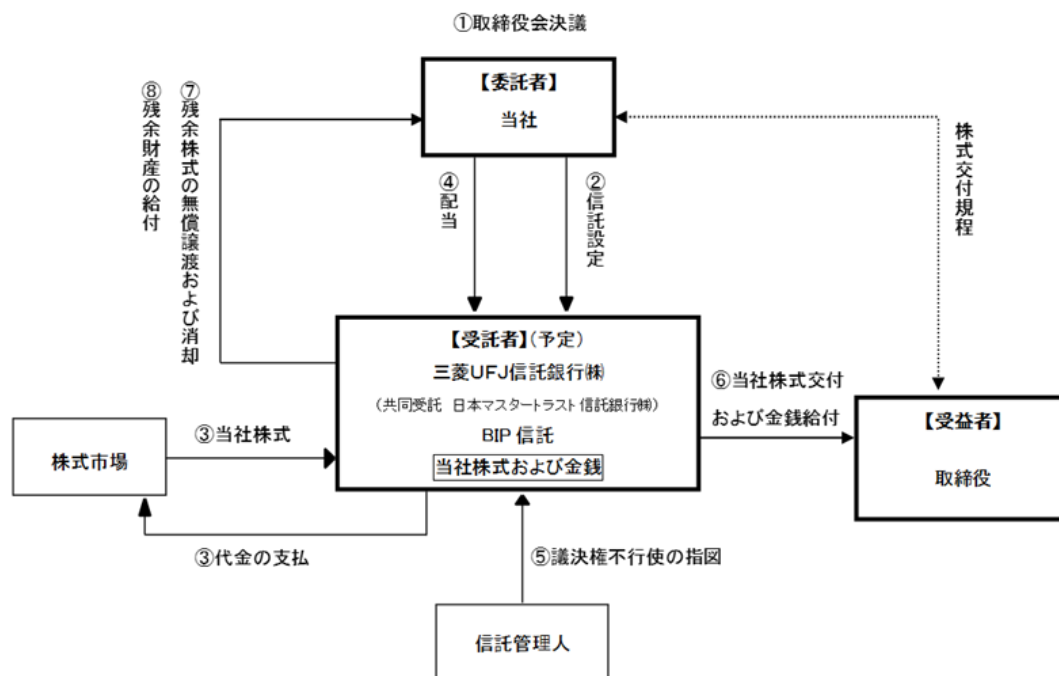 ①取締役会決議
【委託者】
当社
⑧残余財産の給付
⑦残余株式の無償譲渡および消却
④配当
②信託設定
株式交付規程
【受託者】(予定)
三菱UFJ信託銀行㈱
(共同受託 日本マスタートラスト信託銀行㈱)
BIP 信託
当社株式および金銭
⑥当社株式交付
および金銭給付
【受益者】
取締役
③当社株式
株式市場
③代金の支払
⑤議決権不行使の指図
信託管理人